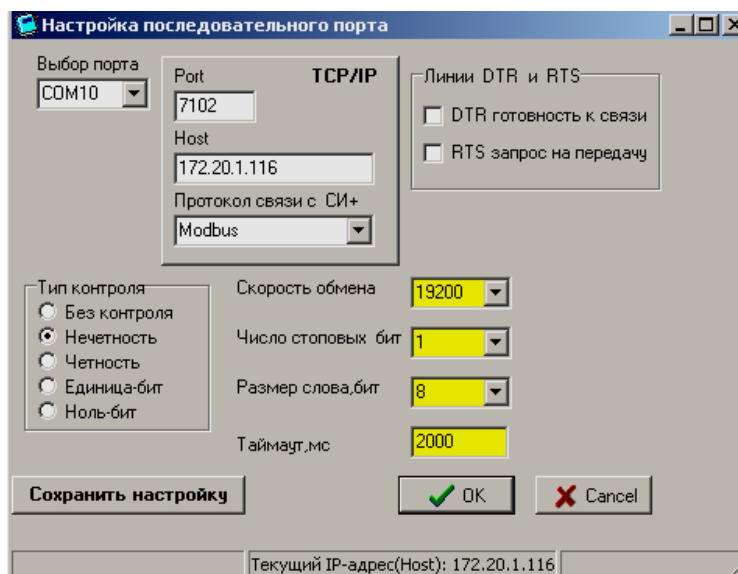 Настройка последовательного порта
Выбор порта
COM10
Port
TCP/IP
7102
Host
172.20.1.116
Протокол связи с СИ+
Modbus
Линии DTR и RTS
DTR готовность к связи
RTS запрос на передачу
Тип контроля
Без контроля
Нечетность
Четность
Единица-бит
Ноль-бит
Скорость обмена
19200
Число стоповых бит
1
Размер слова,бит
8
Таймаут,мс
2000
Сохранить настройку
OK
Cancel
Текущий IP-адрес(Host): 172.20.1.116